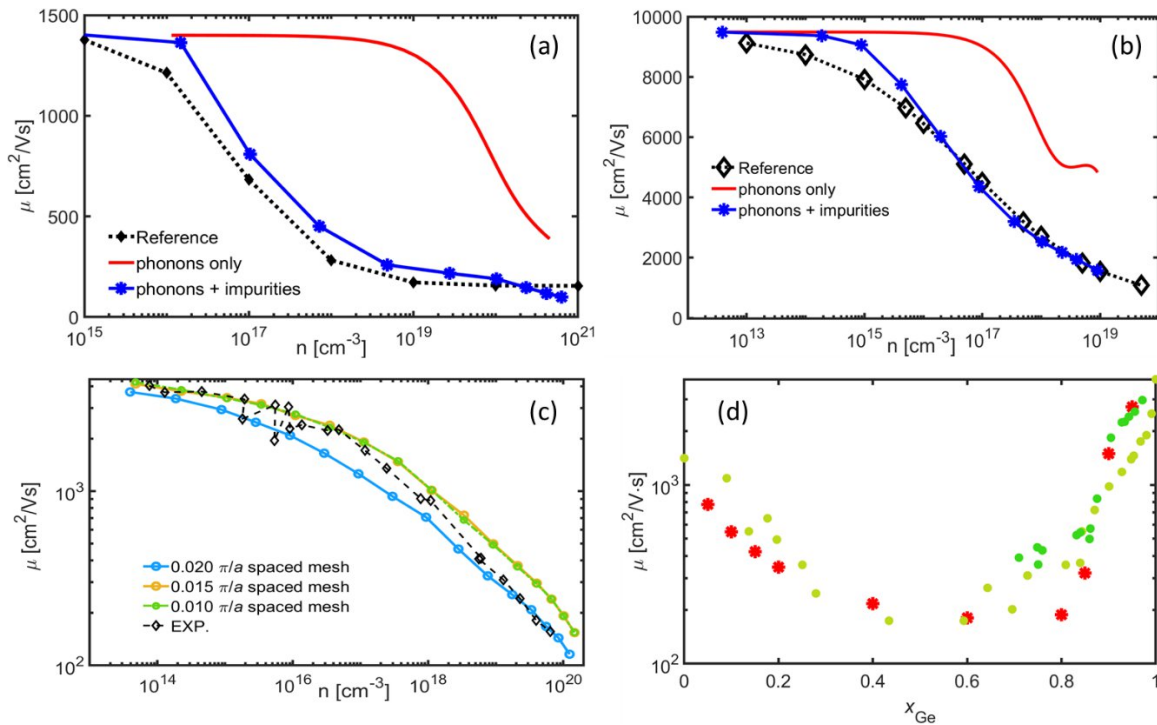 (a)
μ [cm²/Vs]
1500
1000
500
0
Reference
phonons only
phonons + impurities
10¹⁵
10¹⁷
10¹⁹
10²¹
n [cm⁻³]
(b)
μ [cm²/Vs]
10000
8000
6000
4000
2000
0
Reference
phonons only
phonons + impurities
10¹³
10¹⁵
10¹⁷
10¹⁹
n [cm⁻³]
(c)
μ [cm²/Vs]
10³
10²
0.020 π/a spaced mesh
0.015 π/a spaced mesh
0.010 π/a spaced mesh
EXP.
10¹⁴
10¹⁶
10¹⁸
10²⁰
n [cm⁻³]
(d)
μ [cm²/V·s]
10³
10²
0
0.2
0.4
0.6
0.8
1
x_Ge